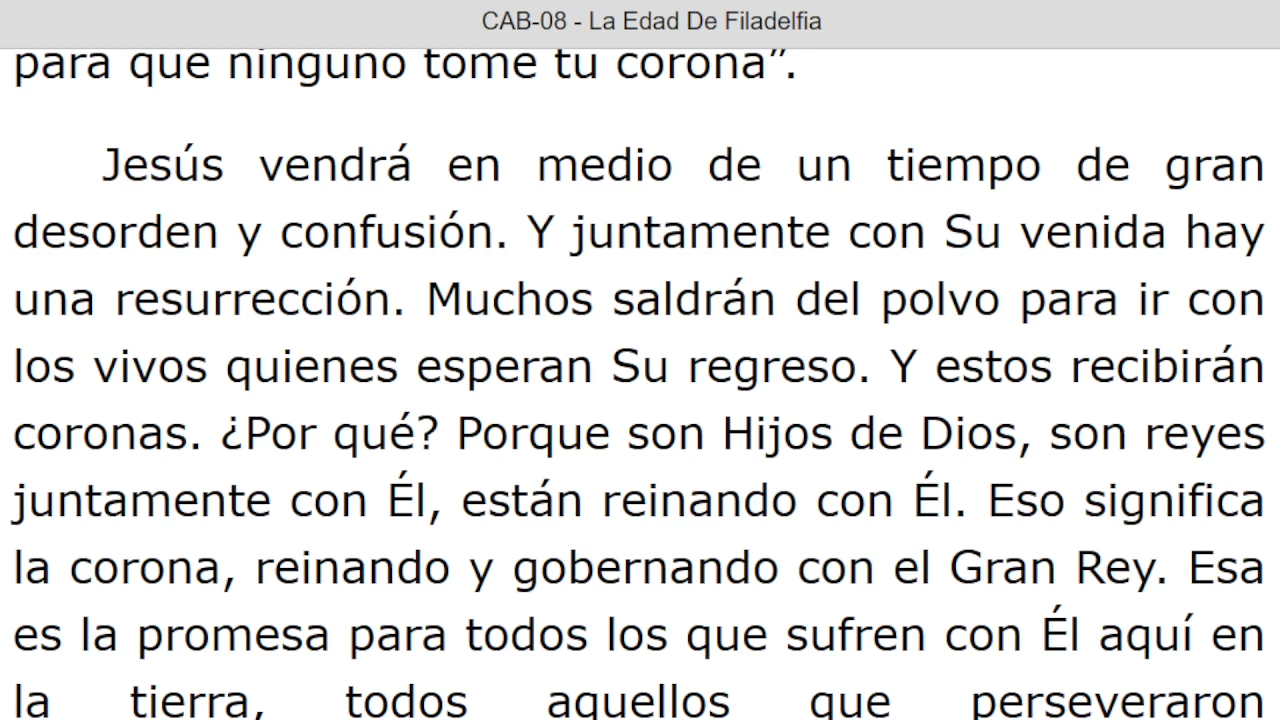 CAB-08 - La Edad De Filadelfia
para que ninguno tome tu corona”.
Jesús vendrá en medio de un tiempo de gran
desorden y confusión. Y juntamente con Su venida hay
una resurrección. Muchos saldrán del polvo para ir con
los vivos quienes esperan Su regreso. Y estos recibirán
coronas. ¿Por qué? Porque son Hijos de Dios, son reyes
juntamente con Él, están reinando con Él. Eso significa
la corona, reinando y gobernando con el Gran Rey. Esa
es la promesa para todos los que sufren con Él aquí en
la tierra, todos aquellos que perseveraron